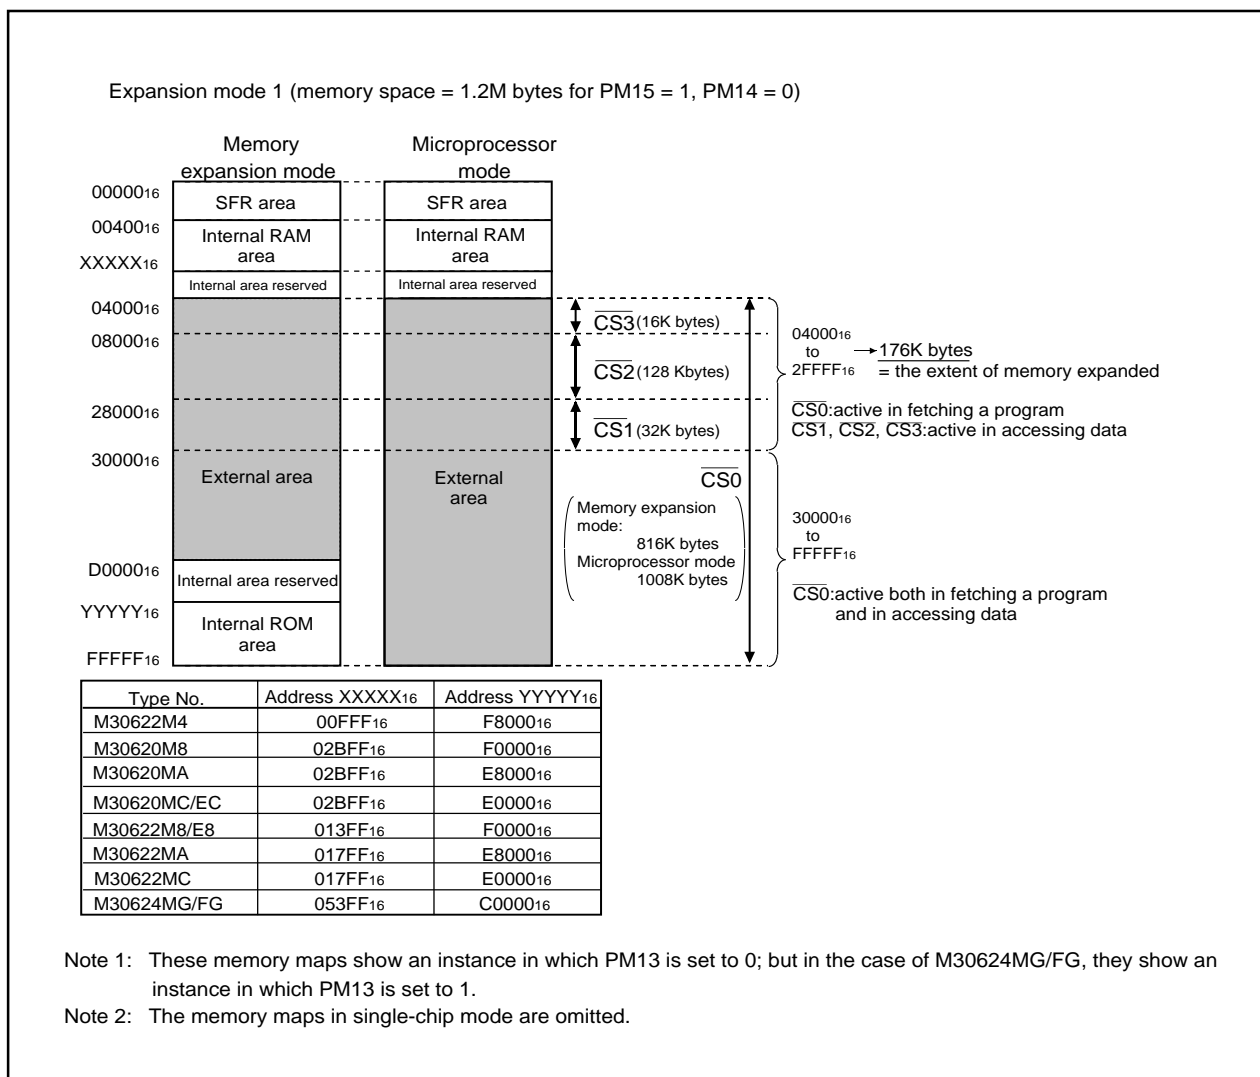 Expansion mode 1 (memory space = 1.2M bytes for PM15 = 1, PM14 = 0)
Memory
expansion mode
Microprocessor
mode
00000₁₆
SFR area
SFR area
00400₁₆
Internal RAM
area
Internal RAM
area
XXXXX₁₆
Internal area reserved
Internal area reserved
04000₁₆
CS3 (16K bytes)
08000₁₆
CS2 (128 Kbytes)
28000₁₆
CS1 (32K bytes)
30000₁₆
External area
External
area
CS0
Memory expansion
mode:
816K bytes
Microprocessor mode
1008K bytes
D0000₁₆
Internal area reserved
YYYYY₁₆
Internal ROM
area
FFFFF₁₆
04000₁₆
to
2FFFF₁₆
→176K bytes
= the extent of memory expanded
CS0:active in fetching a program
CS1, CS2, CS3:active in accessing data
30000₁₆
to
FFFFF₁₆
CS0:active both in fetching a program
and in accessing data
Type No. Address XXXXX₁₆ Address YYYYY₁₆
M30622M4 00FFF₁₆ F8000₁₆
M30620M8 02BFF₁₆ F0000₁₆
M30620MA 02BFF₁₆ E8000₁₆
M30620MC/EC 02BFF₁₆ E0000₁₆
M30622M8/E8 013FF₁₆ F0000₁₆
M30622MA 017FF₁₆ E8000₁₆
M30622MC 017FF₁₆ E0000₁₆
M30624MG/FG 053FF₁₆ C0000₁₆
Note 1: These memory maps show an instance in which PM13 is set to 0; but in the case of M30624MG/FG, they show an
instance in which PM13 is set to 1.
Note 2: The memory maps in single-chip mode are omitted.